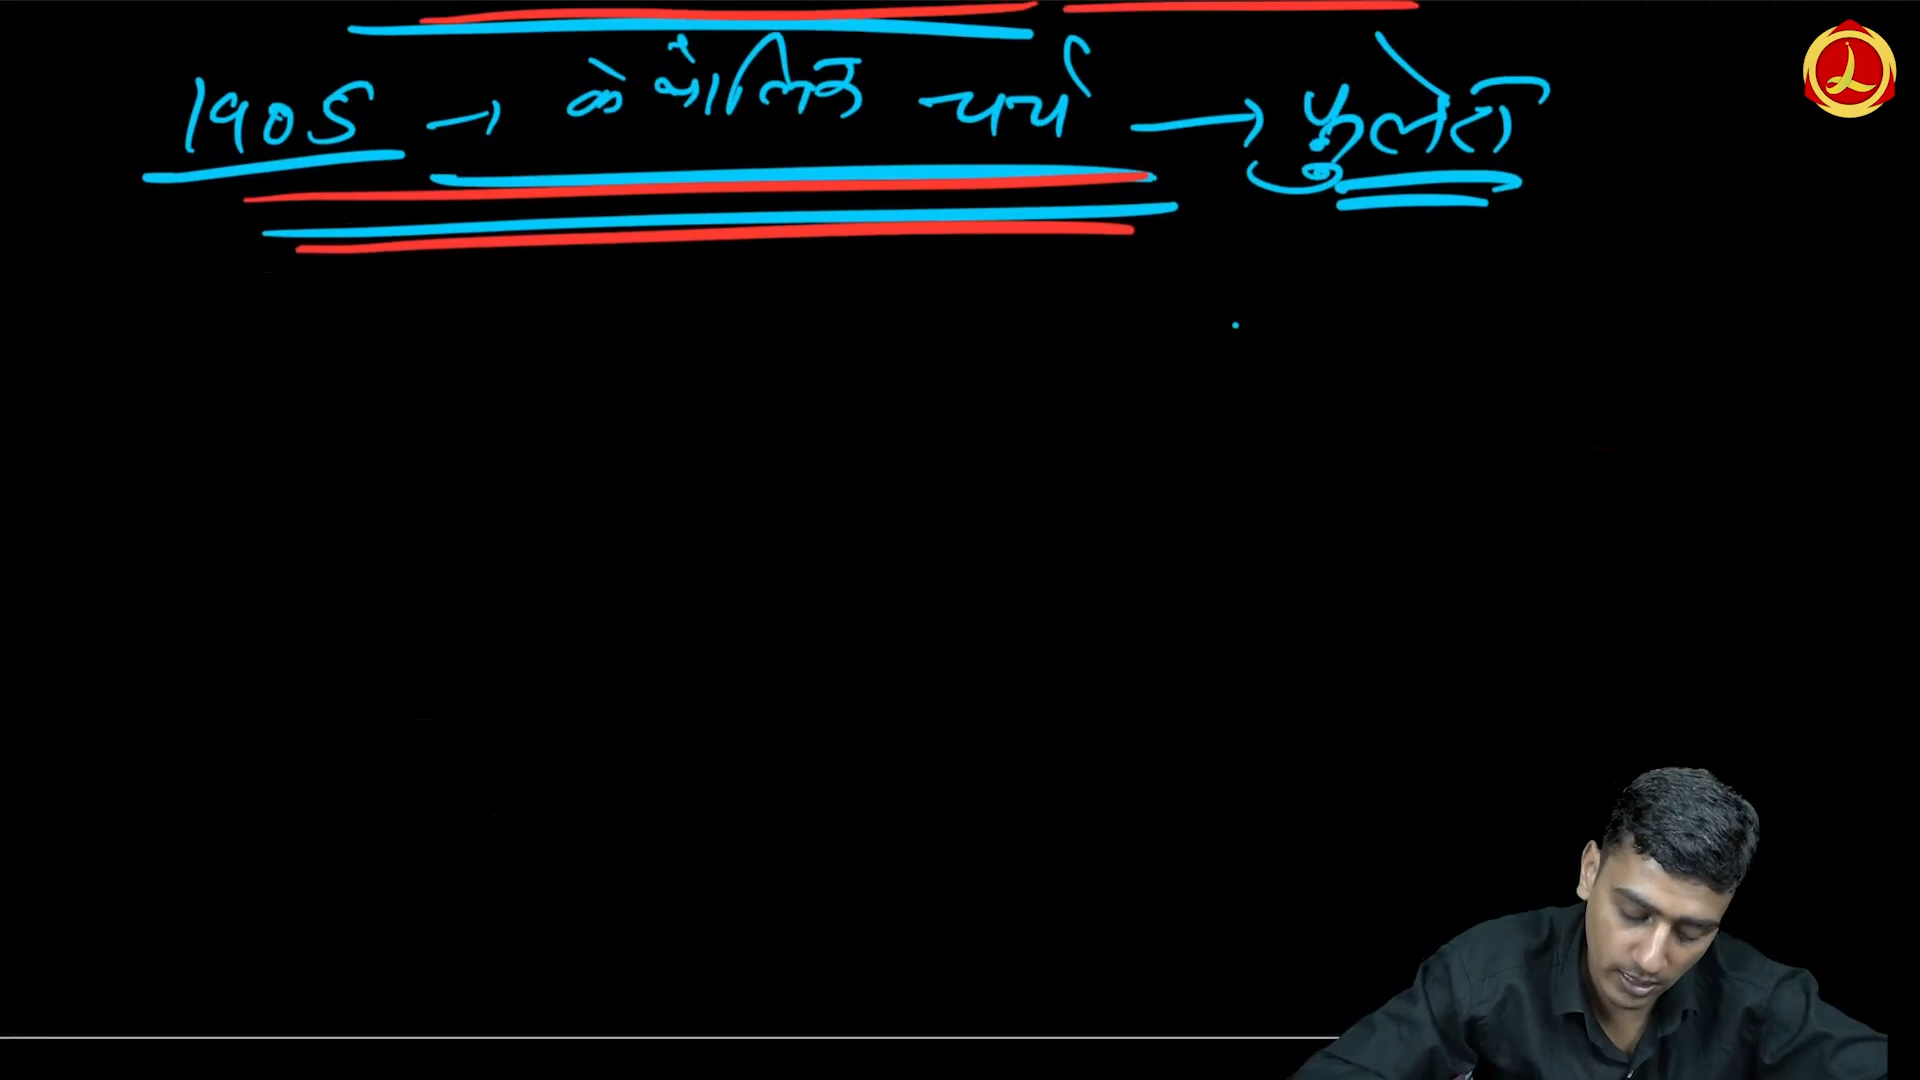 1905 → केथोलिक चर्च → फुलेरा